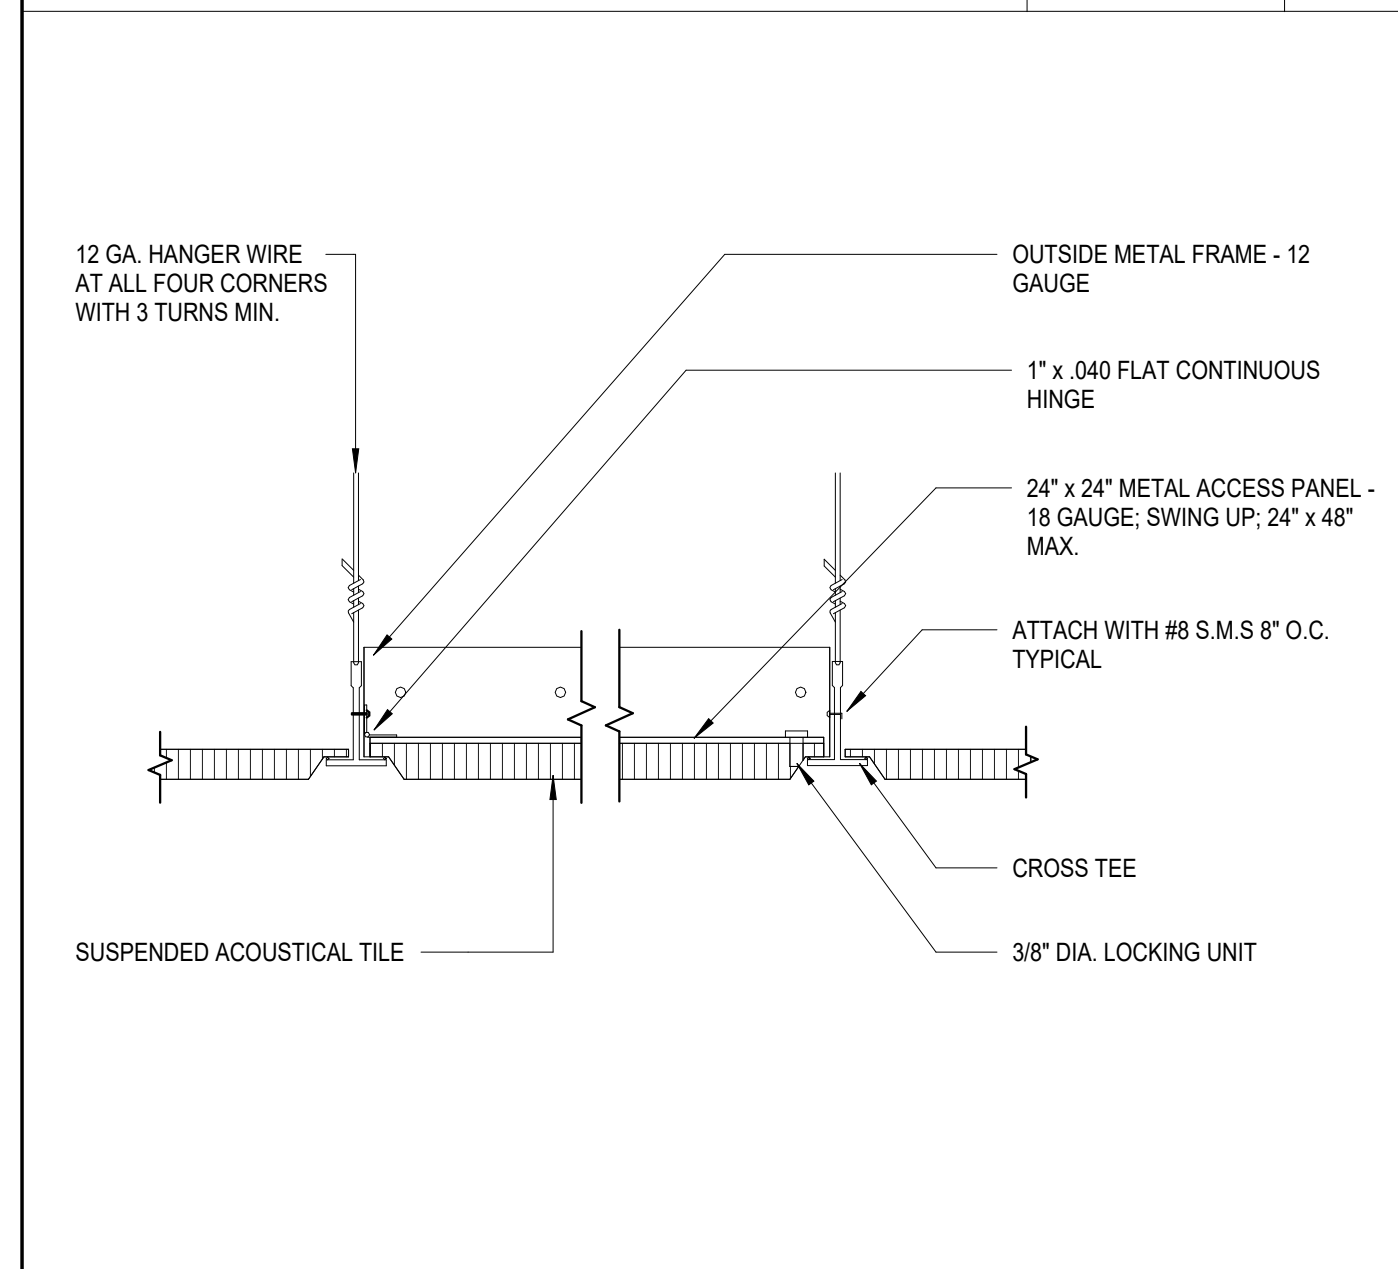 12 GA. HANGER WIRE
AT ALL FOUR CORNERS
WITH 3 TURNS MIN.
OUTSIDE METAL FRAME - 12
GAUGE
1" x .040 FLAT CONTINUOUS
HINGE
24" x 24" METAL ACCESS PANEL -
18 GAUGE; SWING UP; 24" x 48"
MAX.
ATTACH WITH #8 S.M.S 8" O.C.
TYPICAL
CROSS TEE
SUSPENDED ACOUSTICAL TILE
3/8" DIA. LOCKING UNIT